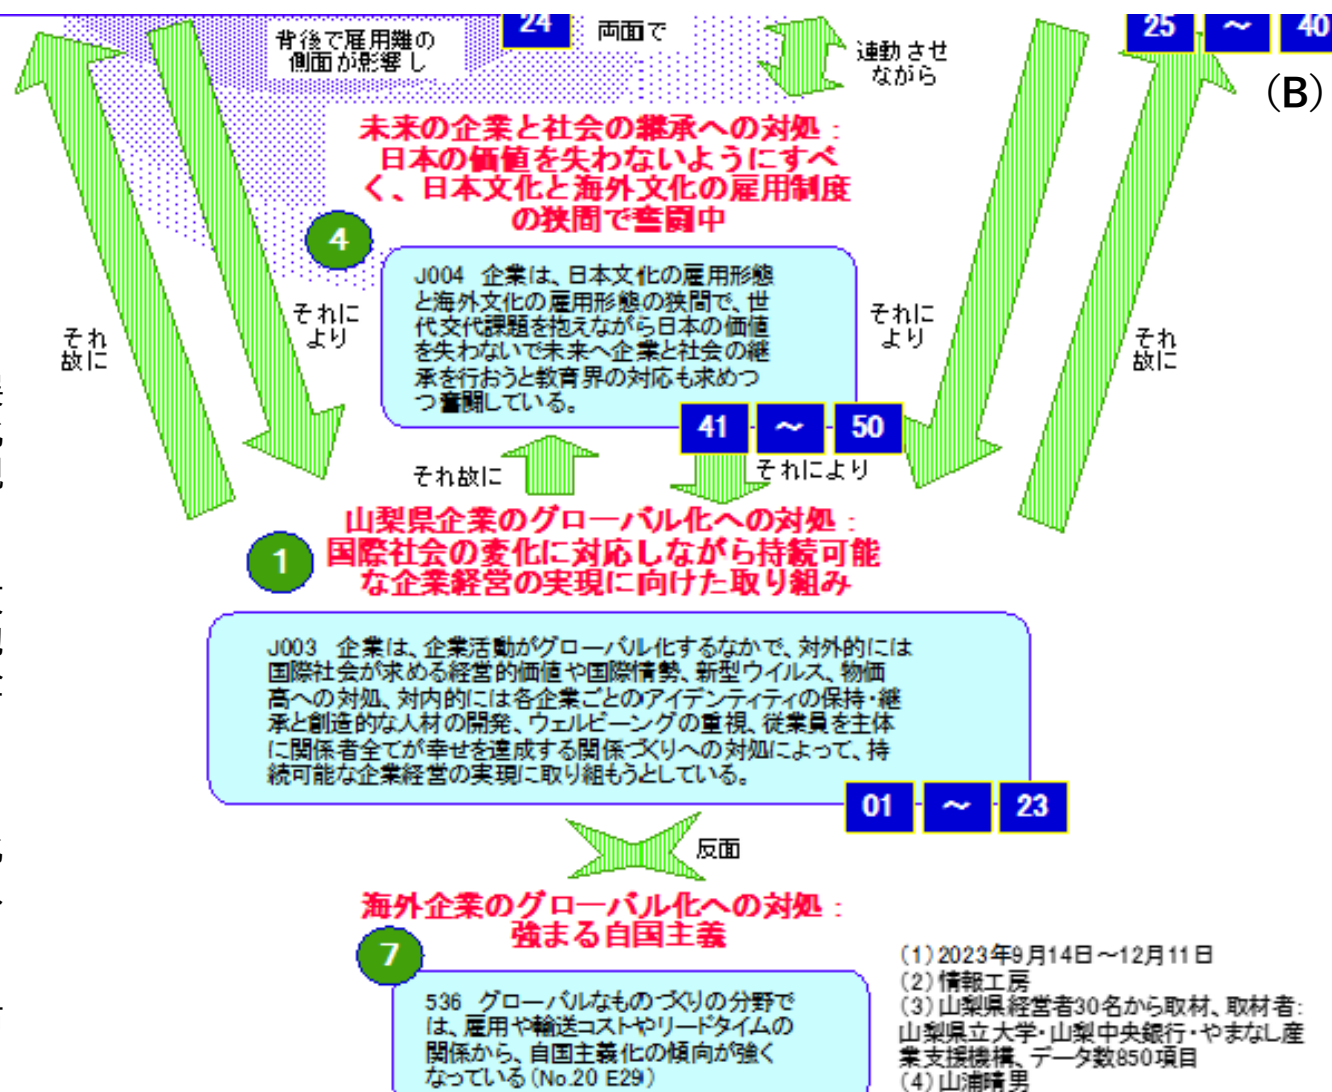 背後で雇用難の
側面が影響し
24
両面で
連動させ
ながら
25 ～ 40
（B）
未来の企業と社会の継承への対処：
日本の価値を失わないようにすべ
く、日本文化と海外文化の雇用制度
の狭間で奮闘中
4
J004　企業は、日本文化の雇用形態
と海外文化の雇用形態の狭間で、世
代交代課題を抱えながら日本の価値
を失わないで未来へ企業と社会の継
承を行おうと教育界の対応も求めつ
つ奮闘している。
41 ～ 50
それ
故に
それに
より
それに
より
それ
故に
それ故に
それにより
山梨県企業のグローバル化への対処：
国際社会の変化に対応しながら持続可能
な企業経営の実現に向けた取り組み
1
J003　企業は、企業活動がグローバル化するなかで、対外的には
国際社会が求める経営的価値や国際情勢、新型ウイルス、物価
高への対処、対内的には各企業ごとのアイデンティティの保持・継
承と創造的な人材の開発、ウェルビーングの重視、従業員を主体
に関係者全てが幸せを達成する関係づくりへの対処によって、持
続可能な企業経営の実現に取り組もうとしている。
01 ～ 23
反面
海外企業のグローバル化への対処：
強まる自国主義
7
536　グローバルなものづくりの分野で
は、雇用や輸送コストやリードタイムの
関係から、自国主義化の傾向が強く
なっている（No.20 E29）
（1）2023年9月14日～12月11日
（2）情報工房
（3）山梨県経営者30名から取材、取材者：
山梨県立大学・山梨中央銀行・やまなし産
業支援機構、データ数850項目
（4）山浦晴男